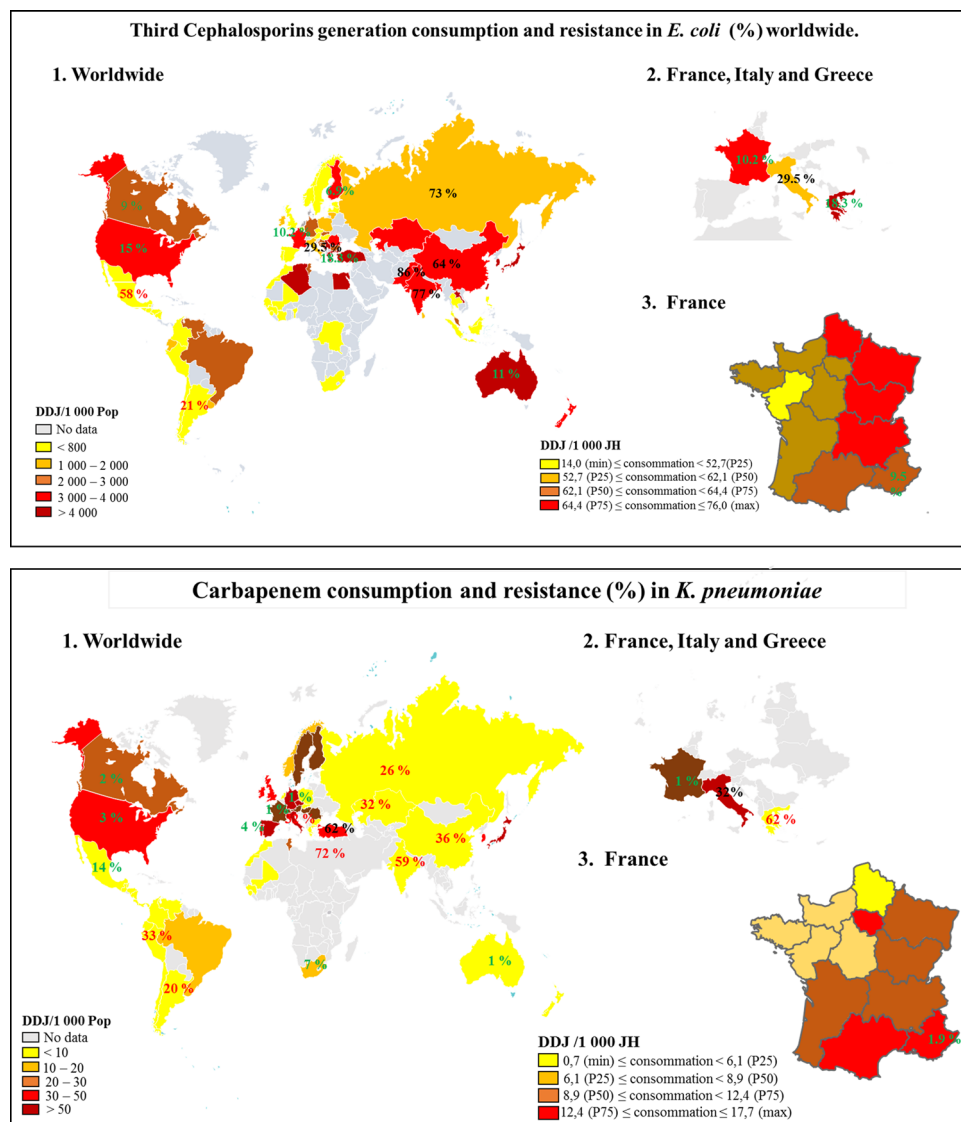 Third Cephalosporins generation consumption and resistance in E. coli (%) worldwide.
1. Worldwide
2. France, Italy and Greece
9 %
15 %
58 %
21 %
73 %
29.5 %
86 %
64 %
77 %
11 %
10.2 %
29.5 %
3. France
DDJ/1 000 Pop
No data
< 800
1 000 – 2 000
2 000 – 3 000
3 000 – 4 000
> 4 000
DDJ /1 000 JH
14,0 (min) ≤ consommation < 52,7(P25)
52,7 (P25) ≤ consommation < 62,1 (P50)
62,1 (P50) ≤ consommation < 64,4 (P75)
64,4 (P75) ≤ consommation ≤ 76,0 (max)
Carbapenem consumption and resistance (%) in K. pneumoniae
1. Worldwide
2. France, Italy and Greece
2 %
3 %
14 %
33 %
20 %
4 %
62 %
72 %
7 %
26 %
32 %
36 %
59 %
1 %
1 %
32%
62 %
3. France
1.9 %
DDJ/1 000 Pop
No data
< 10
10 – 20
20 – 30
30 – 50
> 50
DDJ /1 000 JH
0,7 (min) ≤ consommation < 6,1 (P25)
6,1 (P25) ≤ consommation < 8,9 (P50)
8,9 (P50) ≤ consommation < 12,4 (P75)
12,4 (P75) ≤ consommation ≤ 17,7 (max)